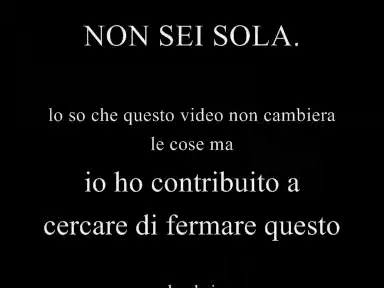 NON SEI SOLA.
lo so che questo video non cambiera
le cose ma
io ho contribuito a
cercare di fermare questo